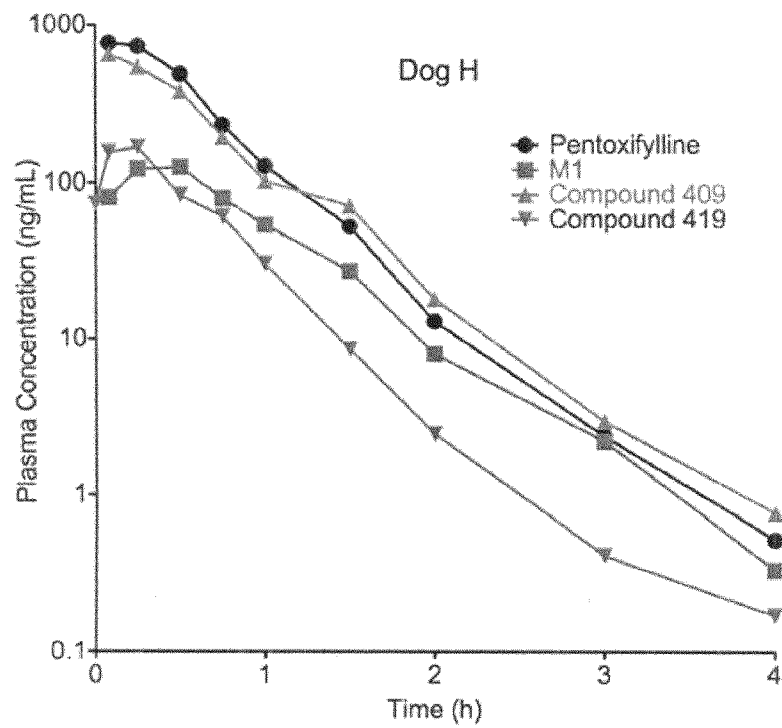 Dog H
Pentoxifylline
M1
Compound 409
Compound 419
Plasma Concentration (ng/mL)
1000
100
10
1
0.1
0
1
2
3
4
Time (h)